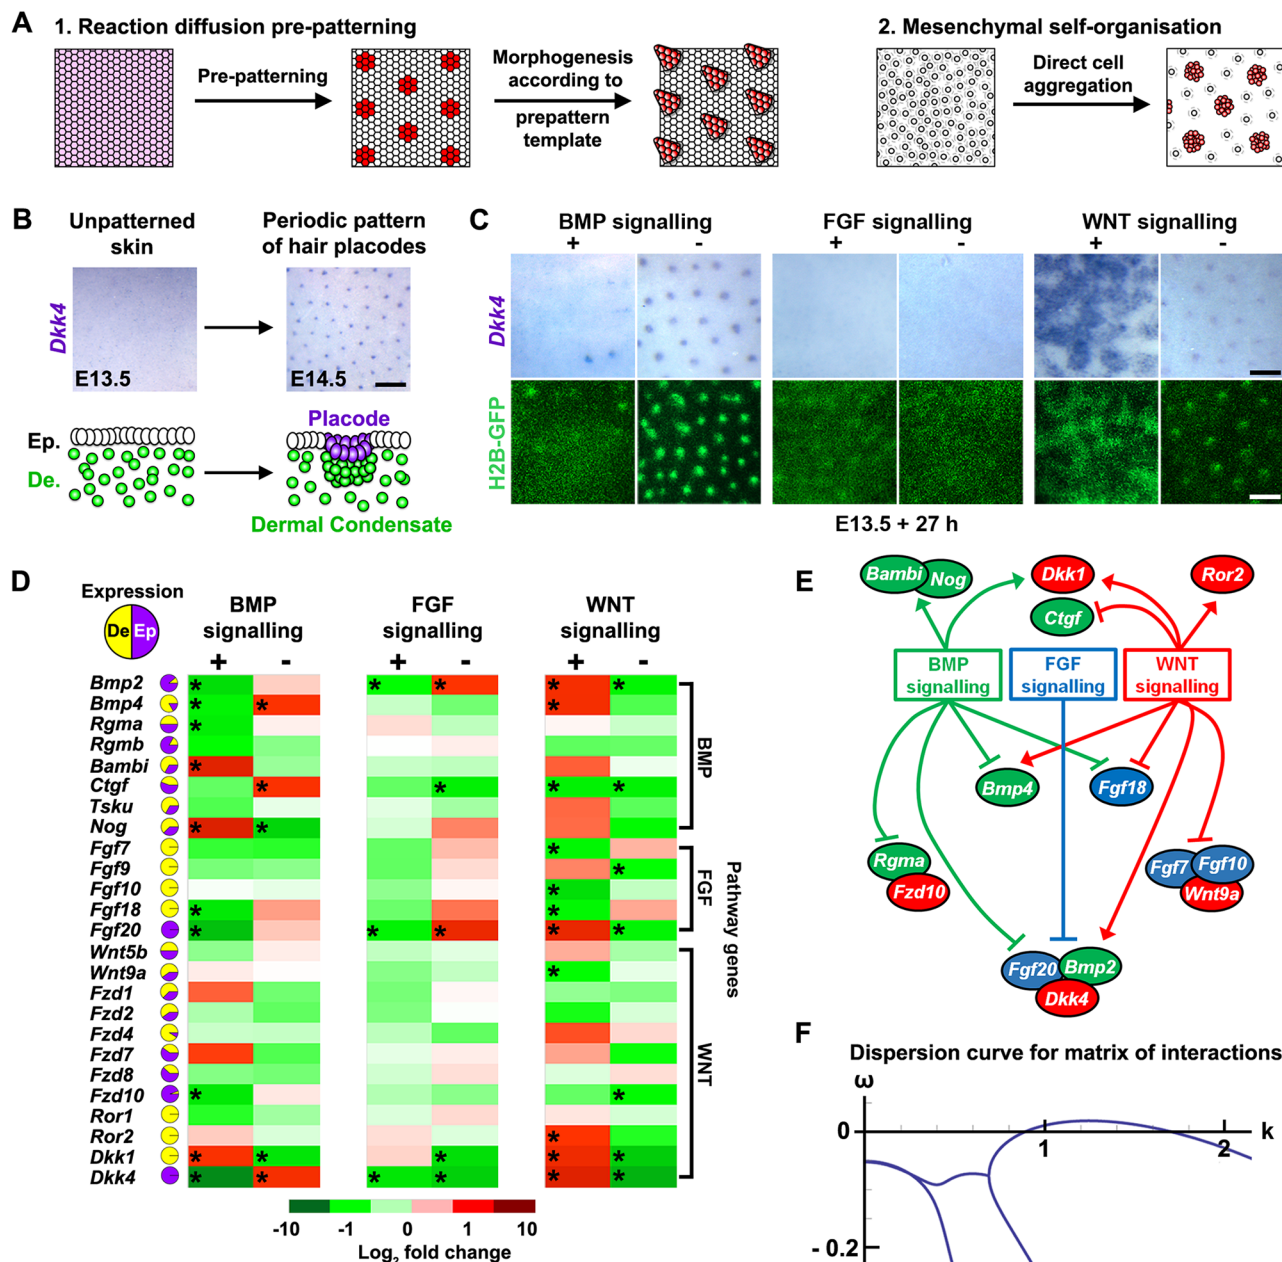 A
1. Reaction diffusion pre-patterning
2. Mesenchymal self-organisation
Pre-patterning
Morphogenesis
according to
prepattern
template
Direct cell
aggregation
B
Unpatterned
skin
Periodic pattern
of hair placodes
Dkk4
E13.5
E14.5
Placode
Ep.
De.
Dermal Condensate
C
BMP signalling
FGF signalling
WNT signalling
+ - + - + -
Dkk4
H2B-GFP
E13.5 + 27 h
D
Expression
De Ep
BMP
signalling
FGF
signalling
WNT
signalling
+ - + - + -
Bmp2 * * * * *
Bmp4 * * *
Rgma *
Rgmb
Bambi *
Ctgf * * * *
Tsku
Nog * *
Fgf7 *
Fgf9 *
Fgf10 *
Fgf18 * *
Fgf20 * * * * *
Wnt5b
Wnt9a *
Fzd1
Fzd2
Fzd4
Fzd7
Fzd8
Fzd10 * *
Ror1
Ror2 *
Dkk1 * * * * *
Dkk4 * * * * * *
BMP
FGF
WNT
Pathway genes
-10 -1 0 1 10
Log2 fold change
E
Bambi
Nog
Dkk1
Ctgf
Ror2
BMP
signalling
FGF
signalling
WNT
signalling
Bmp4
Fgf18
Rgma
Fzd10
Fgf7
Fgf10
Wnt9a
Fgf20
Bmp2
Dkk4
F
Dispersion curve for matrix of interactions
ω
0
1
2
k
- 0.2